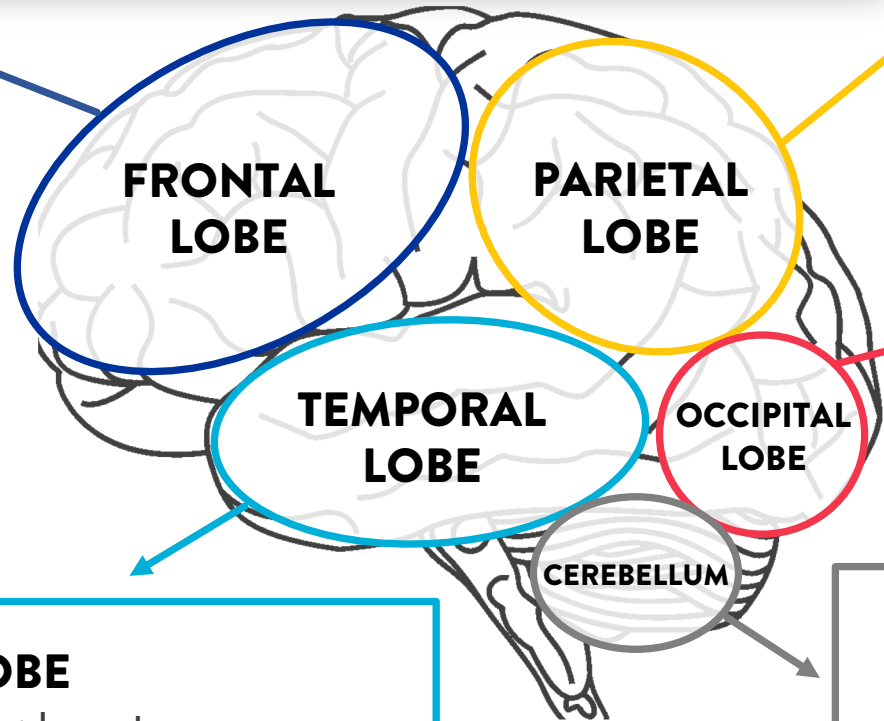 FRONTAL
LOBE
PARIETAL
LOBE
TEMPORAL
LOBE
OCCIPITAL
LOBE
CEREBELLUM
OBE